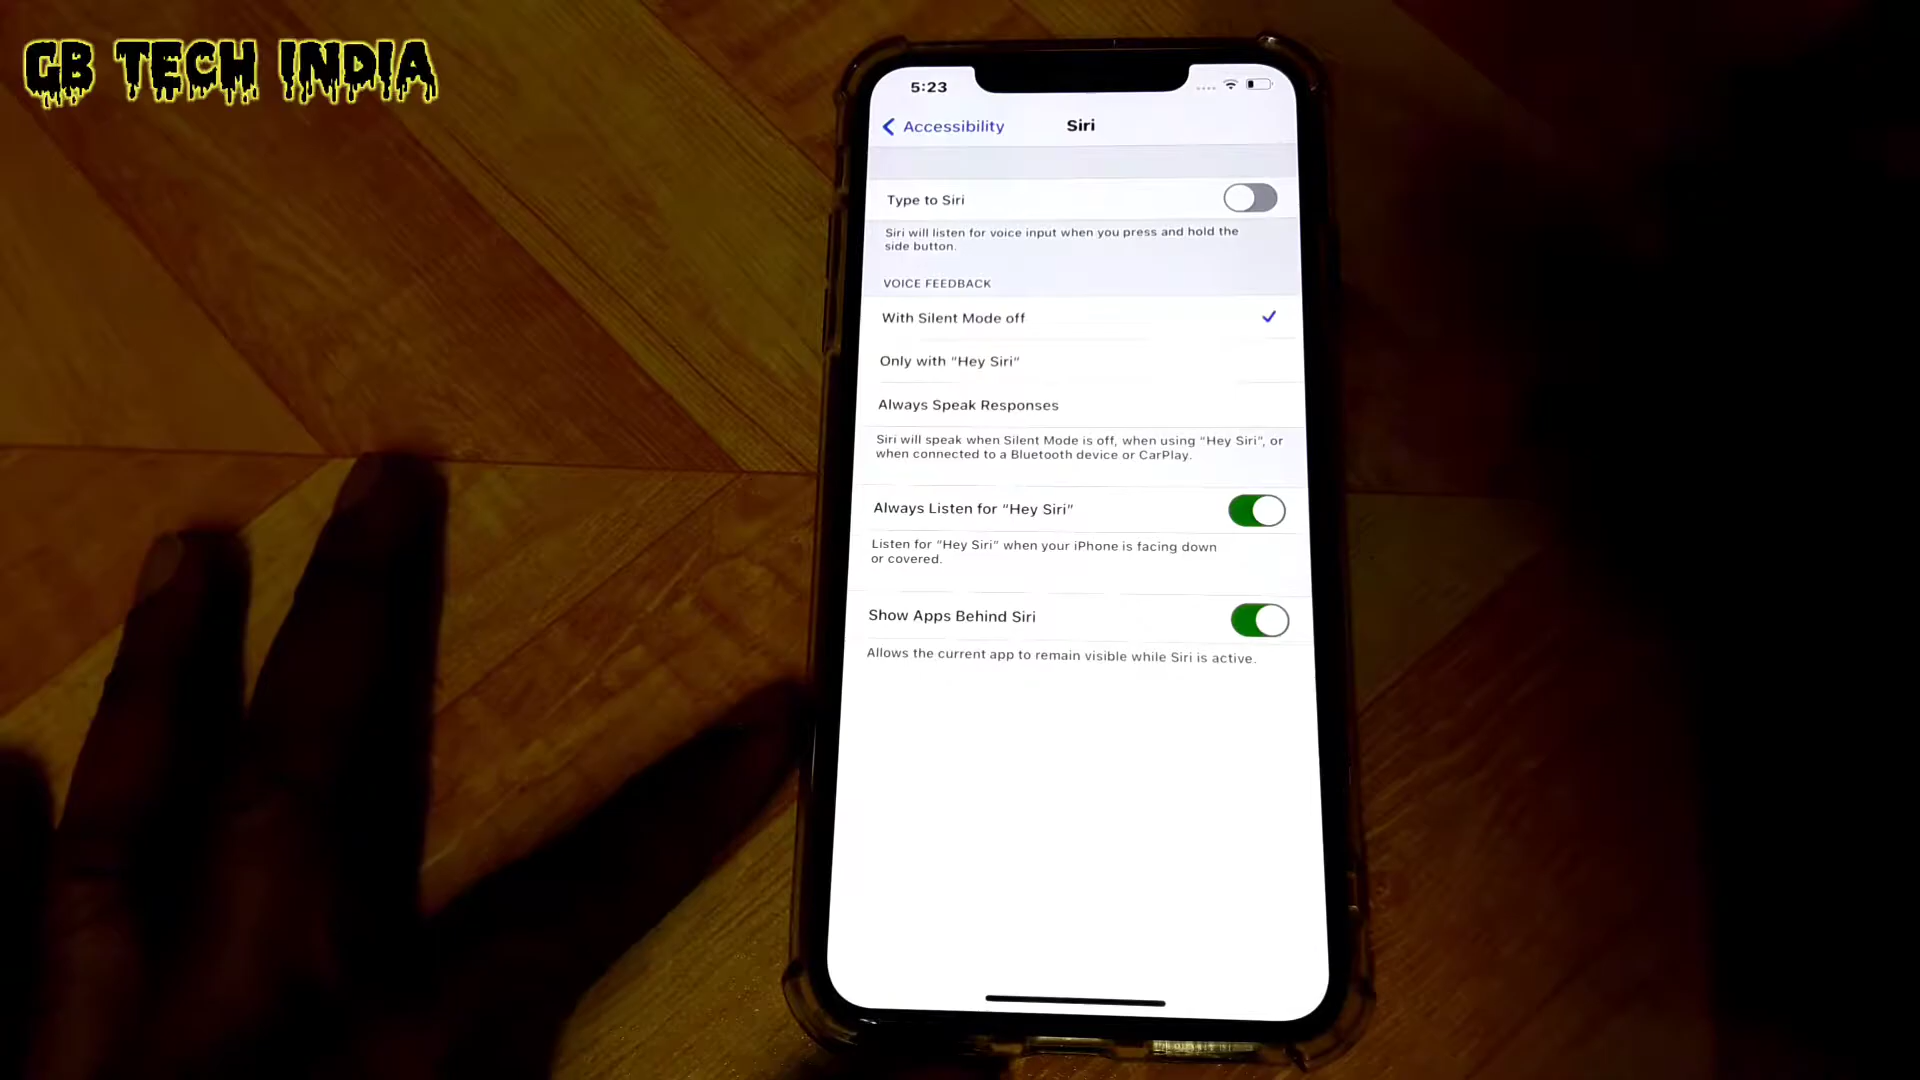 GB TECH INDIA
5:23
Accessibility
Siri
Type to Siri
Siri will listen for voice input when you press and hold the
side button.
VOICE FEEDBACK
With Silent Mode off
Only with “Hey Siri”
Always Speak Responses
Siri will speak when Silent Mode is off, when using “Hey Siri”, or
when connected to a Bluetooth device or CarPlay.
Always Listen for “Hey Siri”
Listen for “Hey Siri” when your iPhone is facing down
or covered.
Show Apps Behind Siri
Allows the current app to remain visible while Siri is active.